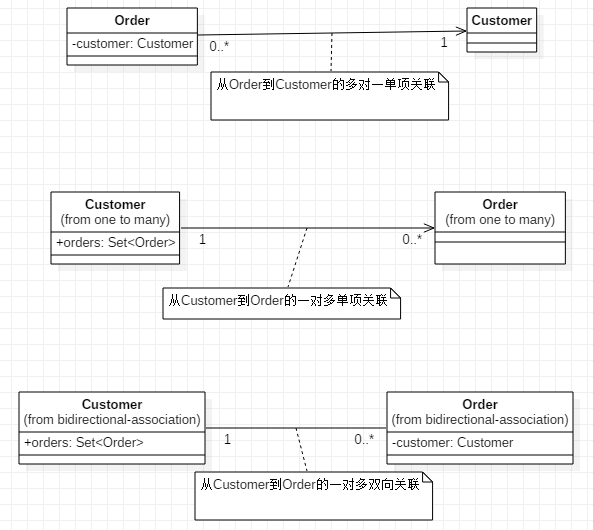 Order
Customer
-customer: Customer
0..*
1
从Order到Customer的多对一单项关联
Customer
(from one to many)
+orders: Set<Order>
Order
(from one to many)
1
0..*
从Customer到Order的一对多单项关联
Customer
(from bidirectional-association)
+orders: Set<Order>
Order
(from bidirectional-association)
-customer: Customer
1
0..*
从Customer到Order的一对多双向关联